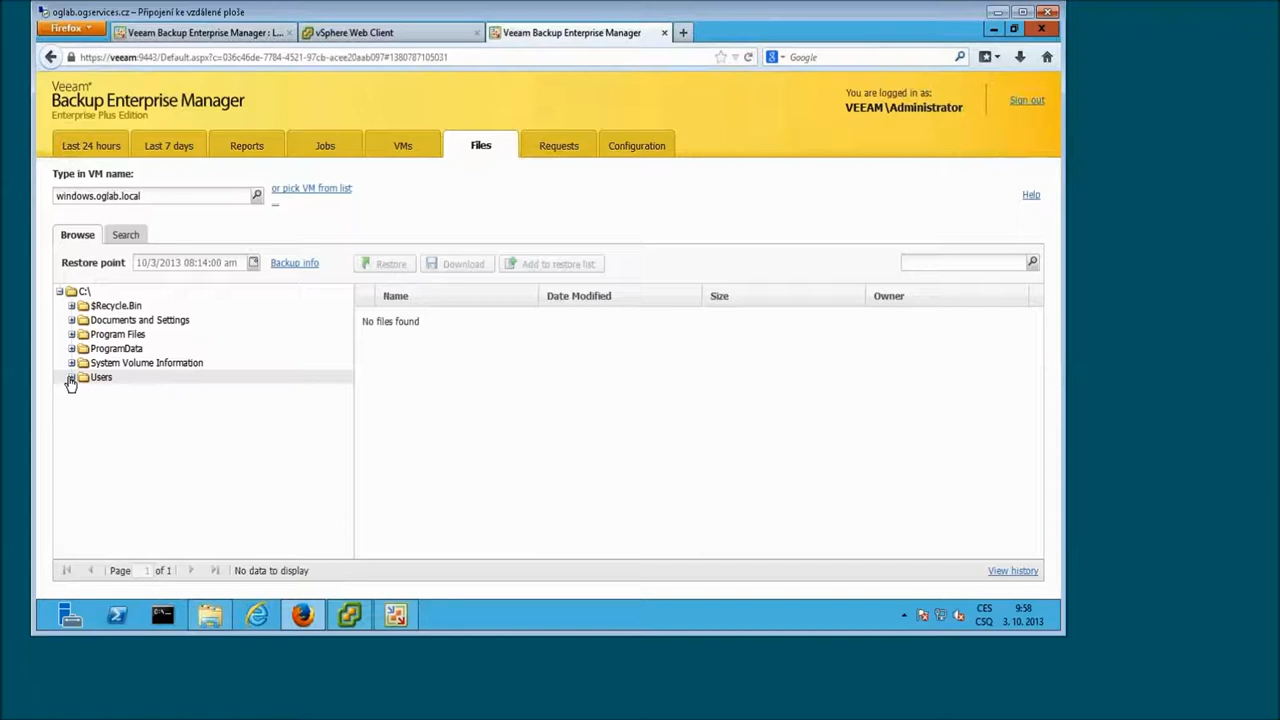 oglab.ogservices.cz – Připojení ke vzdálené ploše
Firefox
Veeam Backup Enterprise Manager : L...
vSphere Web Client
Veeam Backup Enterprise Manager
https://veeam:9443/Default.aspx?c=036c46de-7784-4521-97cb-acee20aab097#1380787105031
Google
Veeam®
Backup Enterprise Manager
Enterprise Plus Edition
You are logged in as:
VEEAM\Administrator
Sign out
Last 24 hours
Last 7 days
Reports
Jobs
VMs
Files
Requests
Configuration
Type in VM name:
windows.oglab.local
or pick VM from list
...
Help
Browse
Search
Restore point
10/3/2013 08:14:00 am
Backup info
Restore
Download
Add to restore list
C:\
$Recycle.Bin
Documents and Settings
Program Files
ProgramData
System Volume Information
Users
Name
Date Modified
Size
Owner
No files found
Page 1 of 1
No data to display
View history
CES
CSQ
9:58
3. 10. 2013